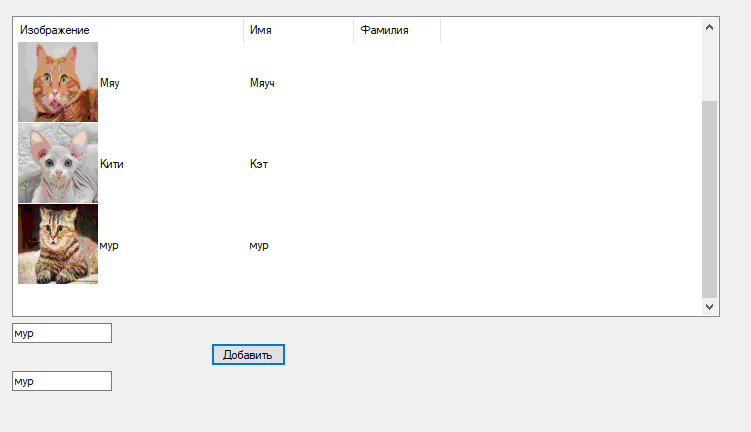 Изображение Имя Фамилия
Мяу Мяуч
Кити Кэт
мур мур
мур
Добавить
мур